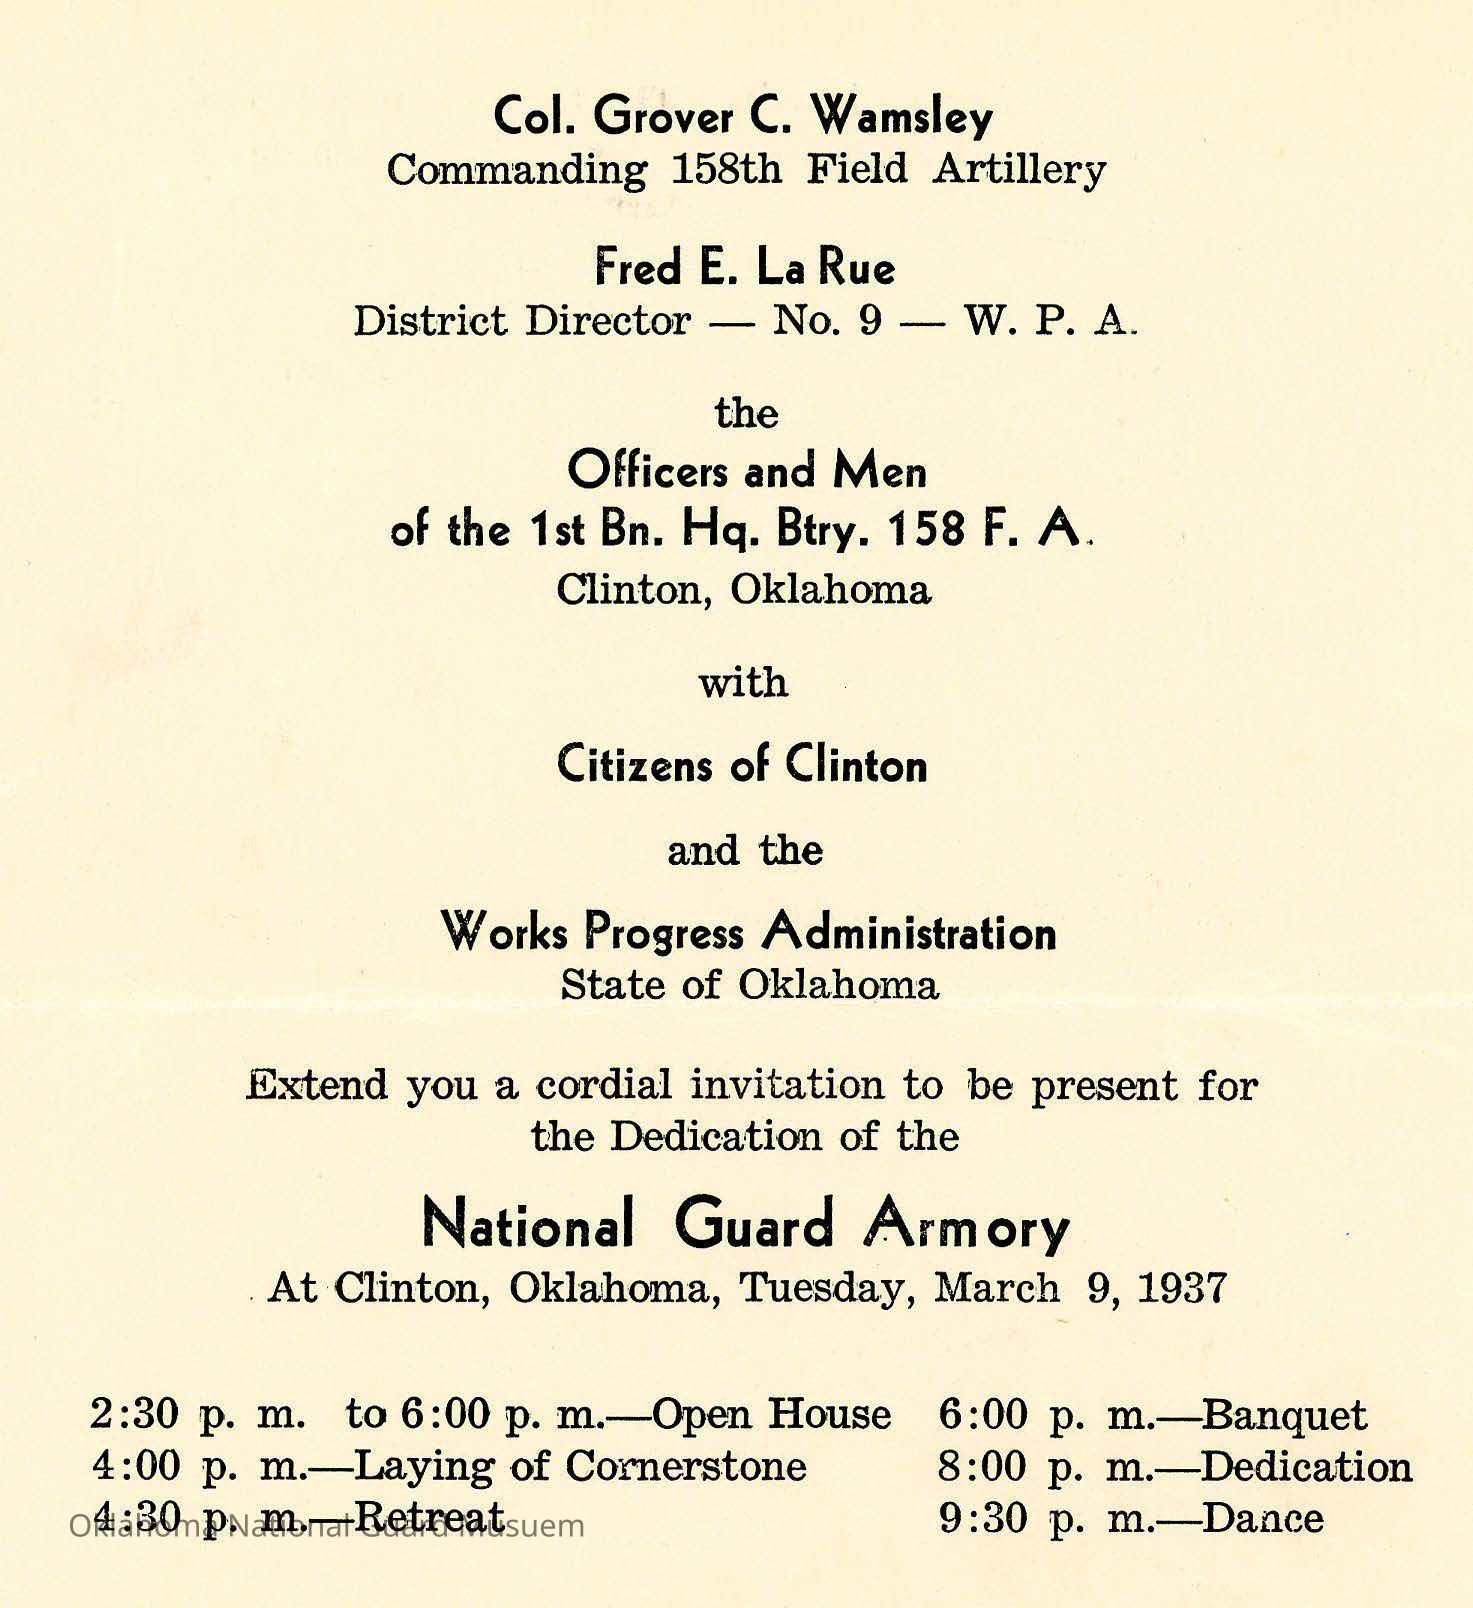 Col. Grover C. Wamsley
Commanding 158th Field Artillery
Fred E. La Rue
District Director — No. 9 — W. P. A.
the
Officers and Men
of the 1st Bn. Hq. Btry. 158 F. A.
Clinton, Oklahoma
with
Citizens of Clinton
and the
Works Progress Administration
State of Oklahoma
Extend you a cordial invitation to be present for
the Dedication of the
National Guard Armory
At Clinton, Oklahoma, Tuesday, March 9, 1937
2:30 p. m. to 6:00 p. m.—Open House
4:00 p. m.—Laying of Cornerstone
4:30 p. m.—Retreat
6:00 p. m.—Banquet
8:00 p. m.—Dedication
9:30 p. m.—Dance
Oklahoma National Guard Musuem